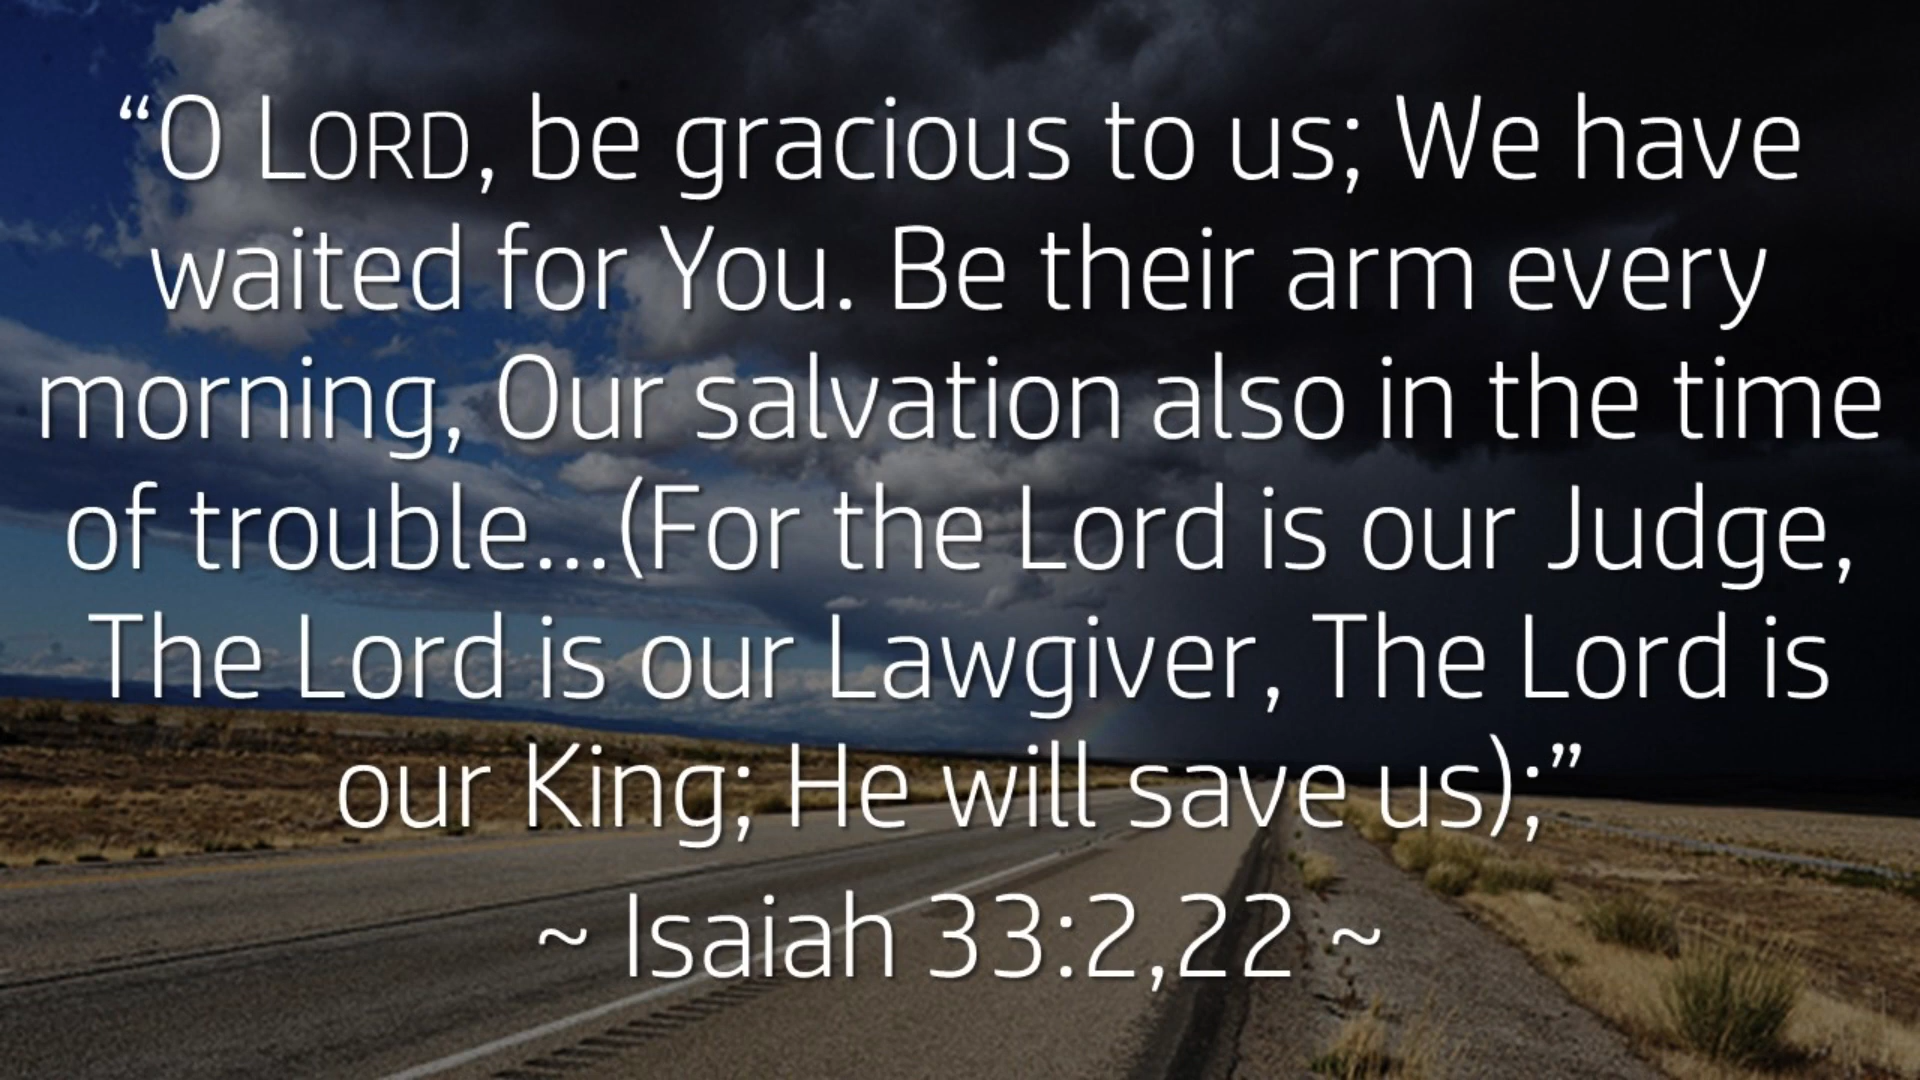 “O LORD, be gracious to us; We have
waited for You. Be their arm every
morning, Our salvation also in the time
of trouble...(For the Lord is our Judge,
The Lord is our Lawgiver, The Lord is
our King; He will save us);”
~ Isaiah 33:2,22 ~